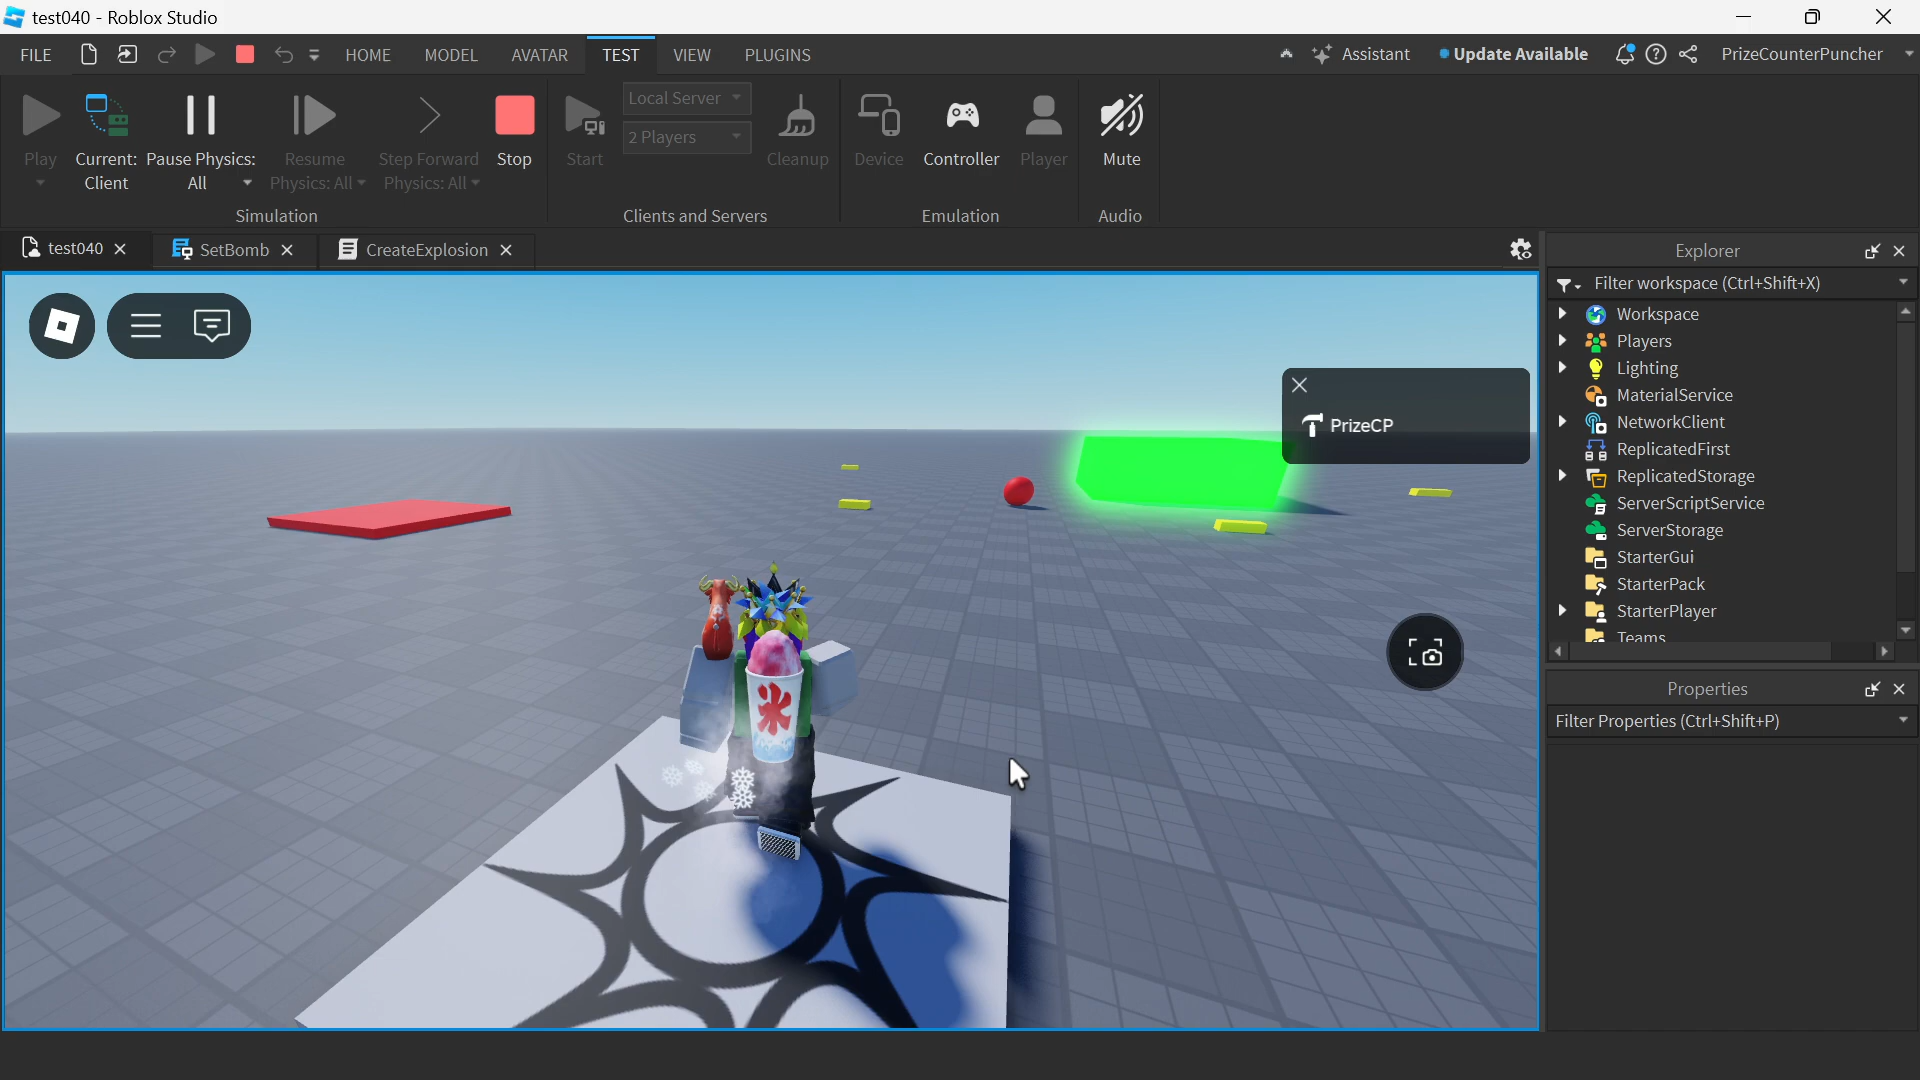 test040 - Roblox Studio
FILE HOME MODEL AVATAR TEST VIEW PLUGINS Assistant Update Available PrizeCounterPuncher
Play
Current:
Client
Pause Physics:
All
Resume
Physics: All
Step Forward
Physics: All
Stop
Simulation
Start
Local Server
2 Players
Cleanup
Clients and Servers
Device
Controller
Player
Emulation
Mute
Audio
test040
SetBomb
CreateExplosion
PrizeCP
氷
Explorer
Filter workspace (Ctrl+Shift+X)
Workspace
Players
Lighting
MaterialService
NetworkClient
ReplicatedFirst
ReplicatedStorage
ServerScriptService
ServerStorage
StarterGui
StarterPack
StarterPlayer
Teams
Properties
Filter Properties (Ctrl+Shift+P)